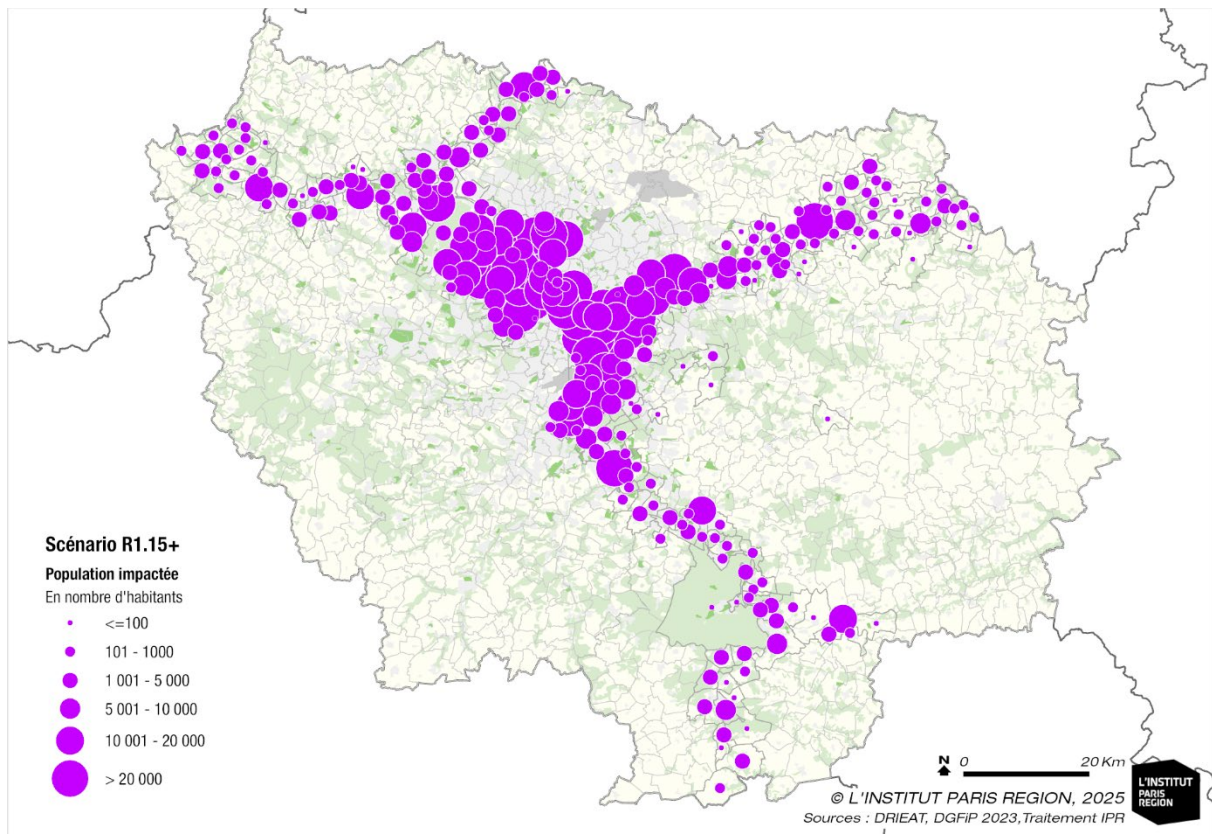 Scénario R1.15+
Population impactée
En nombre d'habitants
<=100
101 - 1000
1 001 - 5 000
5 001 - 10 000
10 001 - 20 000
> 20 000
N 0 20 Km
© L'INSTITUT PARIS REGION, 2025
Sources : DRIEAT, DGFiP 2023,Traitement IPR
L'INSTITUT
PARIS
REGION